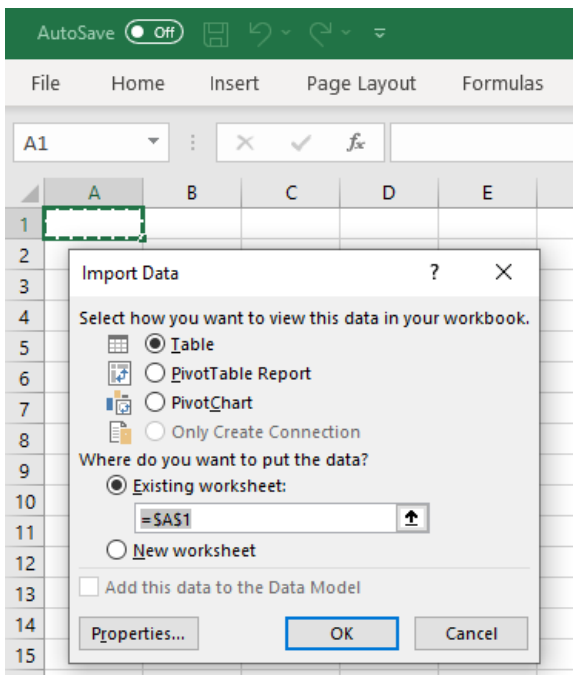 AutoSave Off
File Home Insert Page Layout Formulas
A1 fx
A B C D E
1
2
Import Data ? X
3
4 Select how you want to view this data in your workbook.
5 Table
6 PivotTable Report
7 PivotChart
8 Only Create Connection
9 Where do you want to put the data?
10 Existing worksheet:
11 =$A$1
12 New worksheet
13 Add this data to the Data Model
14 Properties... OK Cancel
15